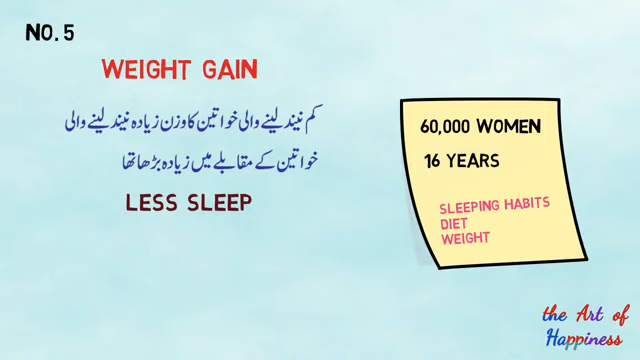 NO. 5
WEIGHT GAIN
کم نیند لینے والی خواتین کا وزن زیادہ نیند لینے والی
خواتین کے مقابلے میں زیادہ بڑھا تھا
LESS SLEEP
60,000 WOMEN
16 YEARS
SLEEPING HABITS
DIET
WEIGHT
the Art of
Happiness